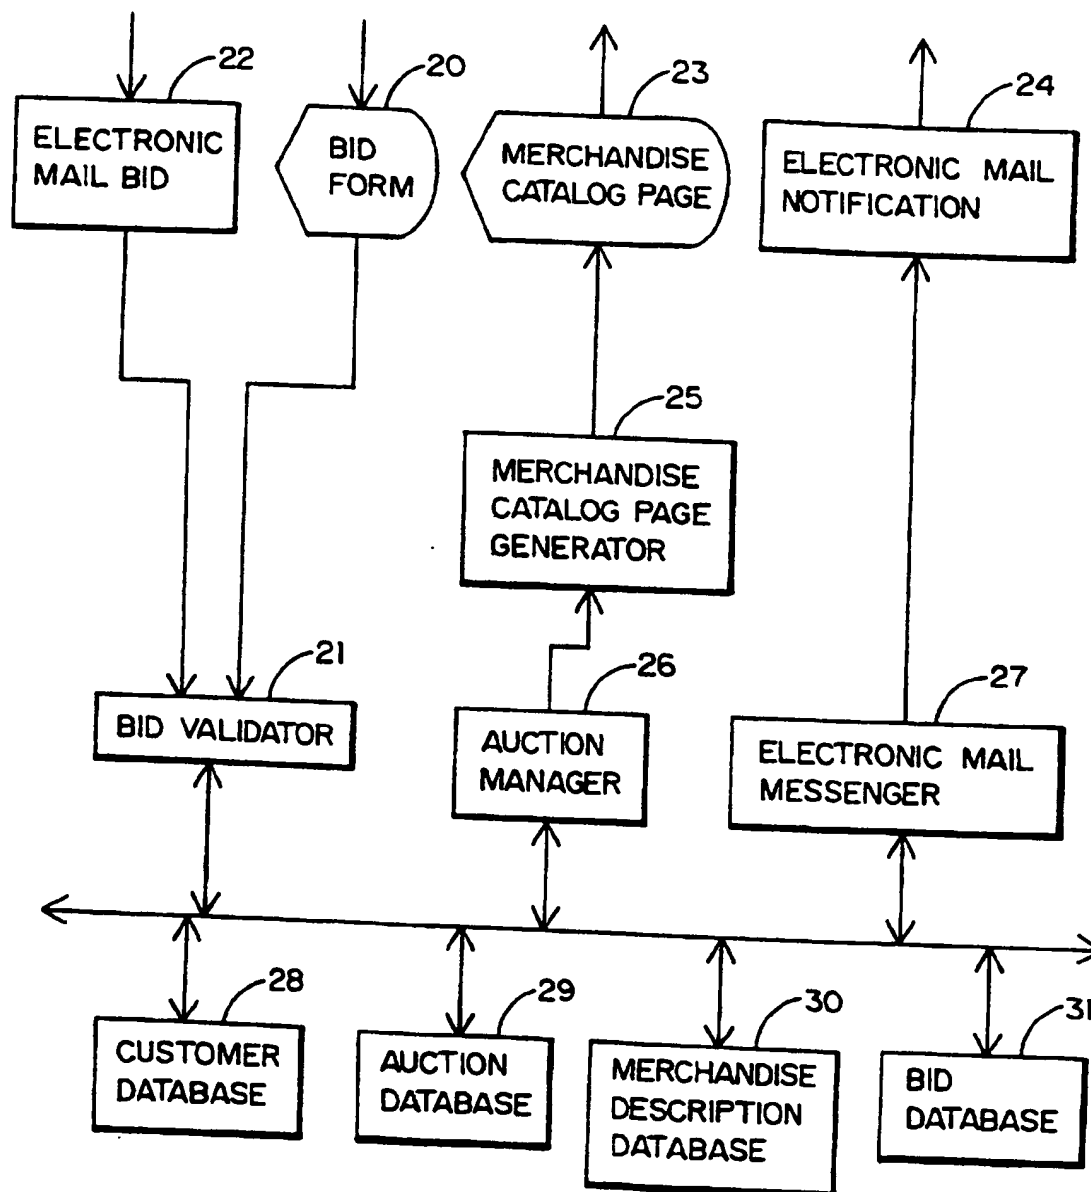 22
20
23
24
ELECTRONIC
MAIL BID
BID
FORM
MERCHANDISE
CATALOG PAGE
ELECTRONIC MAIL
NOTIFICATION
25
MERCHANDISE
CATALOG PAGE
GENERATOR
21
26
27
BID VALIDATOR
AUCTION
MANAGER
ELECTRONIC MAIL
MESSENGER
28
29
30
31
CUSTOMER
DATABASE
AUCTION
DATABASE
MERCHANDISE
DESCRIPTION
DATABASE
BID
DATABASE